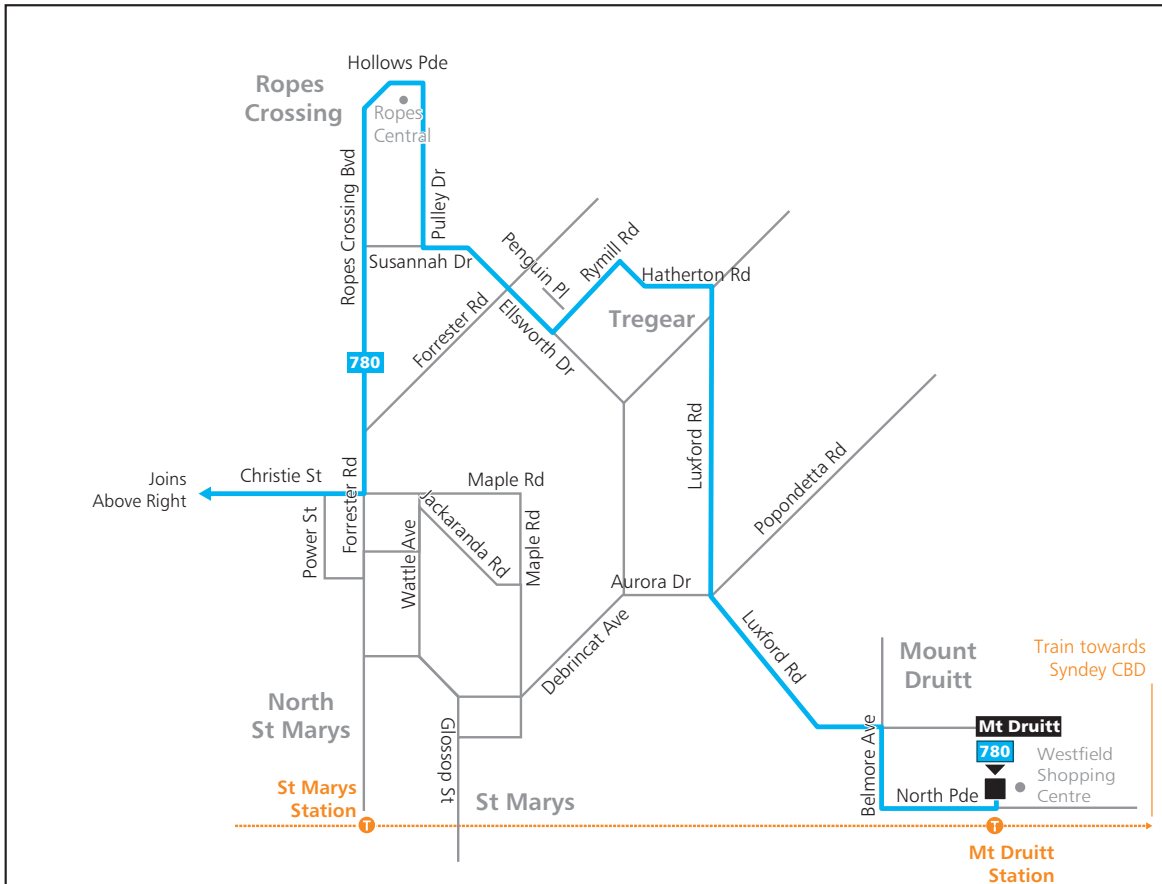 Hollows Pde
Ropes
Crossing
Ropes
Central
Ropes Crossing Bvd
Pulley Dr
Susannah Dr
Penguin Pl
Rymill Rd
Hatherton Rd
Forrester Rd
Ellsworth Dr
Tregear
780
Luxford Rd
Popondetta Rd
Joins
Above Right
Christie St
Forrester Rd
Maple Rd
Power St
Wattle Ave
Jackaranda Rd
Maple Rd
Aurora Dr
Debrincat Ave
Luxford Rd
North
St Marys
Glossop St
St Marys
Station
T
St Marys
Mount
Druitt
Train towards
Syndey CBD
Belmore Ave
Mt Druitt
780
Westfield
Shopping
Centre
North Pde
T
Mt Druitt
Station